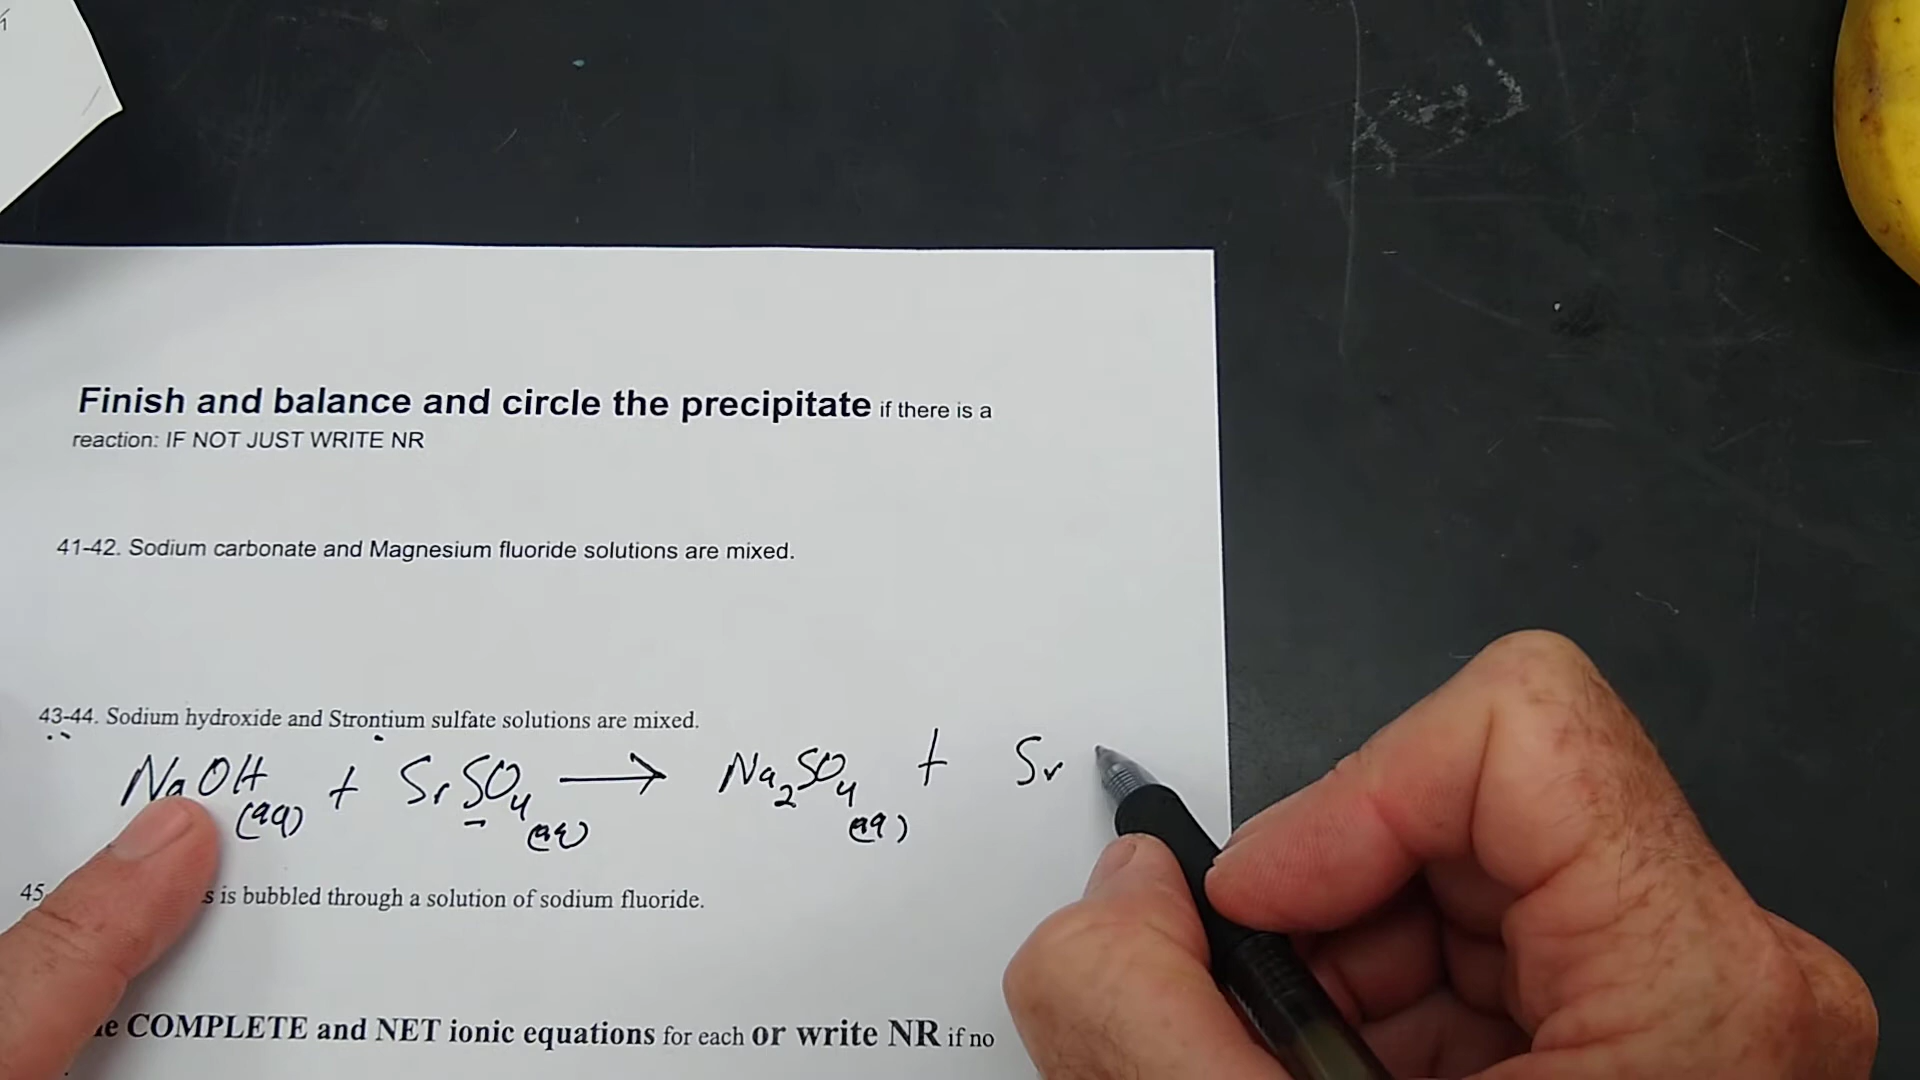 Finish and balance and circle the precipitate if there is a
reaction: IF NOT JUST WRITE NR
41-42. Sodium carbonate and Magnesium fluoride solutions are mixed.
43-44. Sodium hydroxide and Strontium sulfate solutions are mixed.
NaOH (aq) + SrSO4 (aq) → Na2SO4 (aq) + Sr
45 is bubbled through a solution of sodium fluoride.
COMPLETE and NET ionic equations for each or write NR if no